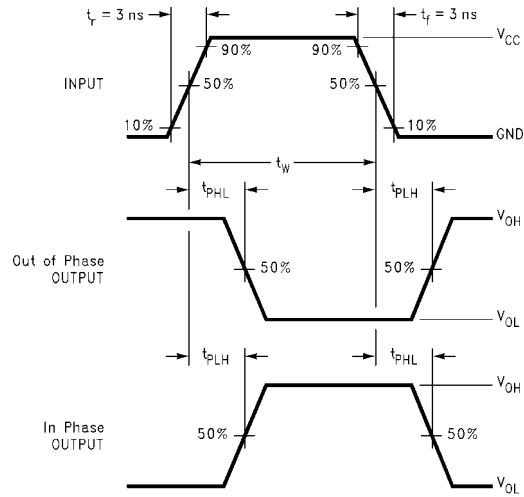 t_r = 3 ns
t_f = 3 ns
V_CC
90%
90%
INPUT
50%
50%
10%
10%
GND
t_W
t_PHL
t_PLH
V_OH
Out of Phase
OUTPUT
50%
50%
V_OL
t_PLH
t_PHL
V_OH
In Phase
OUTPUT
50%
50%
V_OL